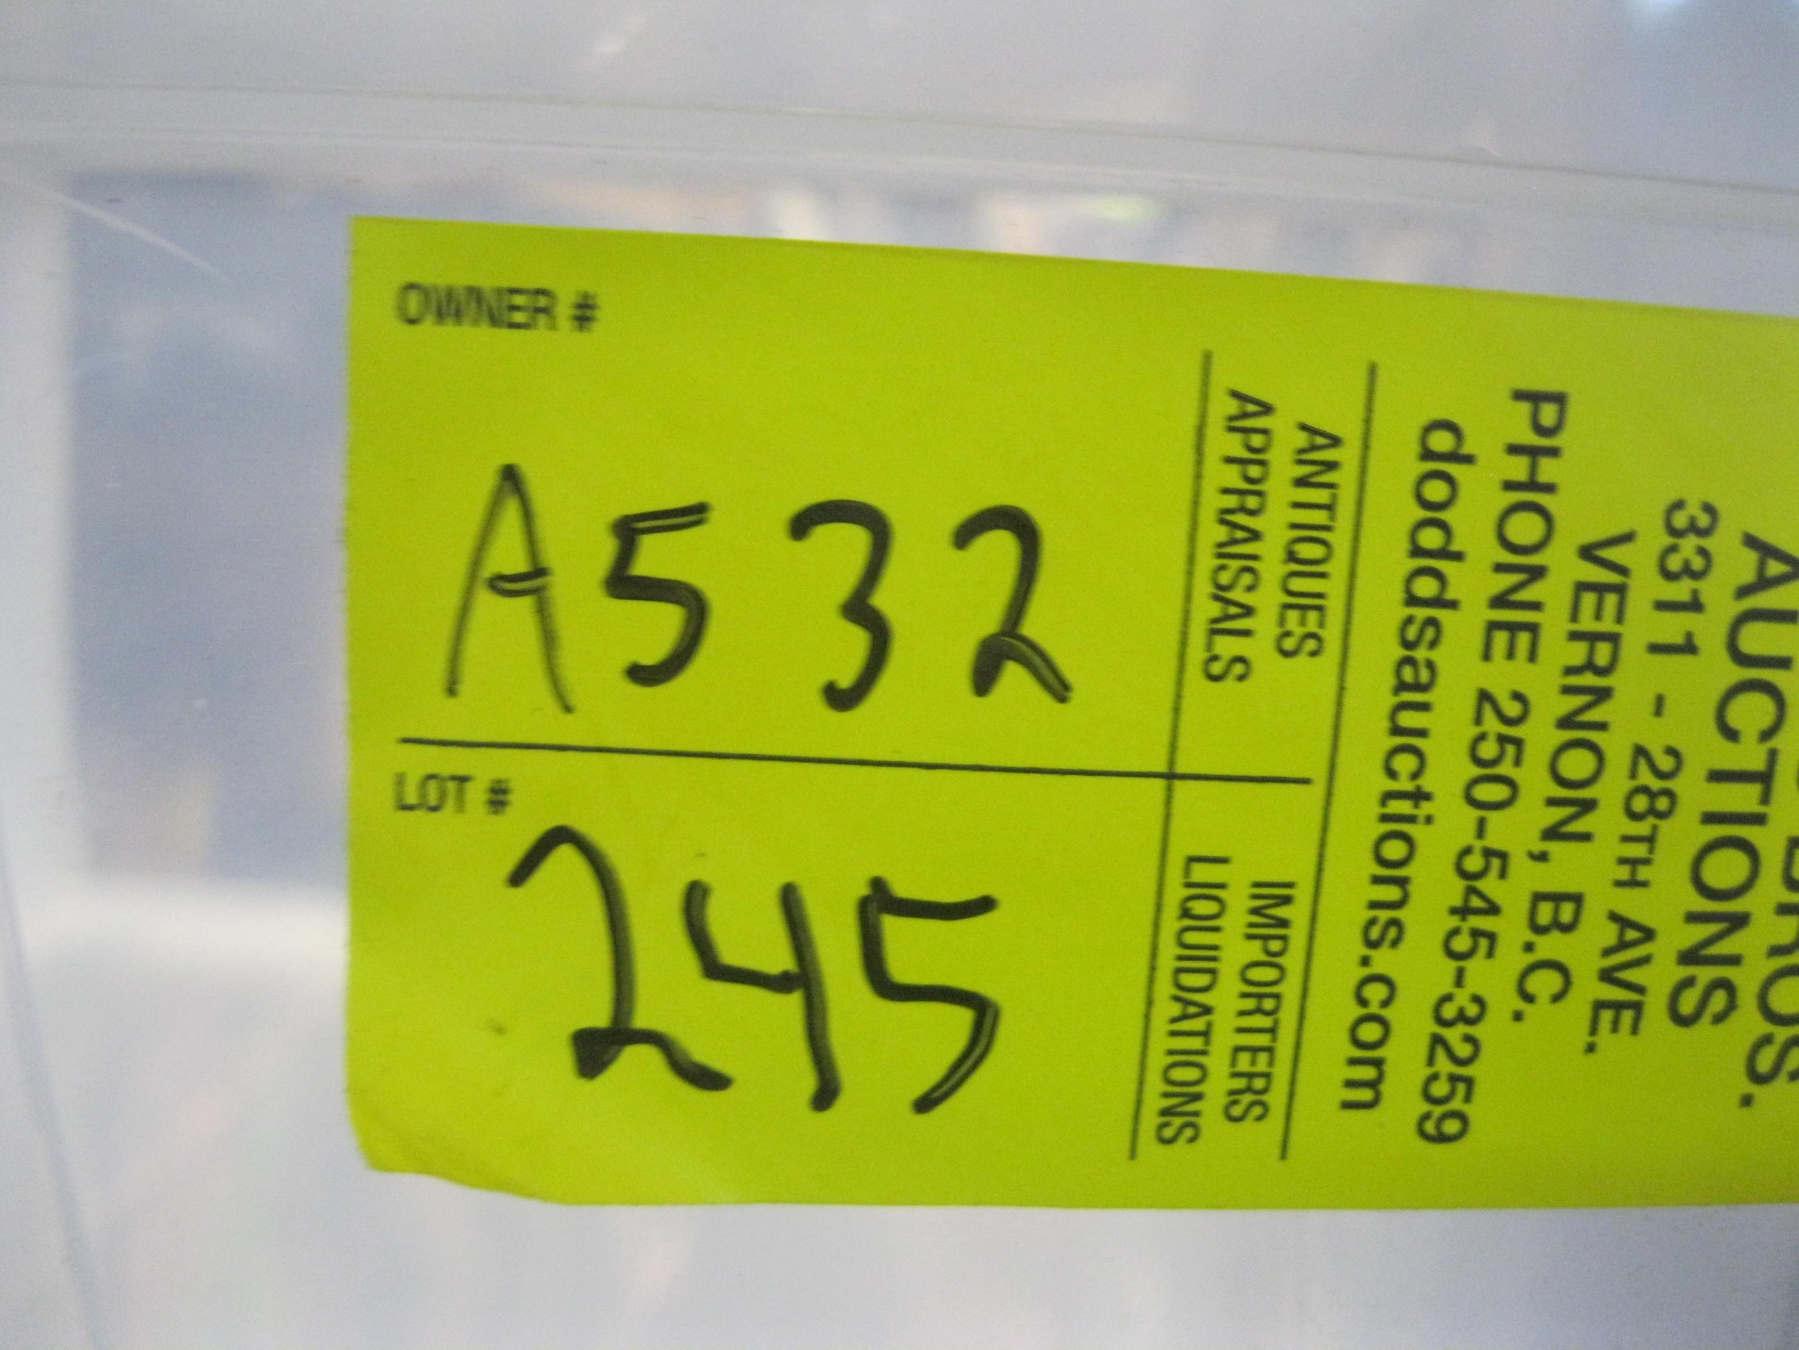 BROS.
AUCTIONS
3311 - 28TH AVE.
VERNON, B.C.
PHONE 250-545-3259
doddsauctions.com
ANTIQUES
APPRAISALS
IMPORTERS
LIQUIDATIONS
OWNER #
A532
LOT #
245